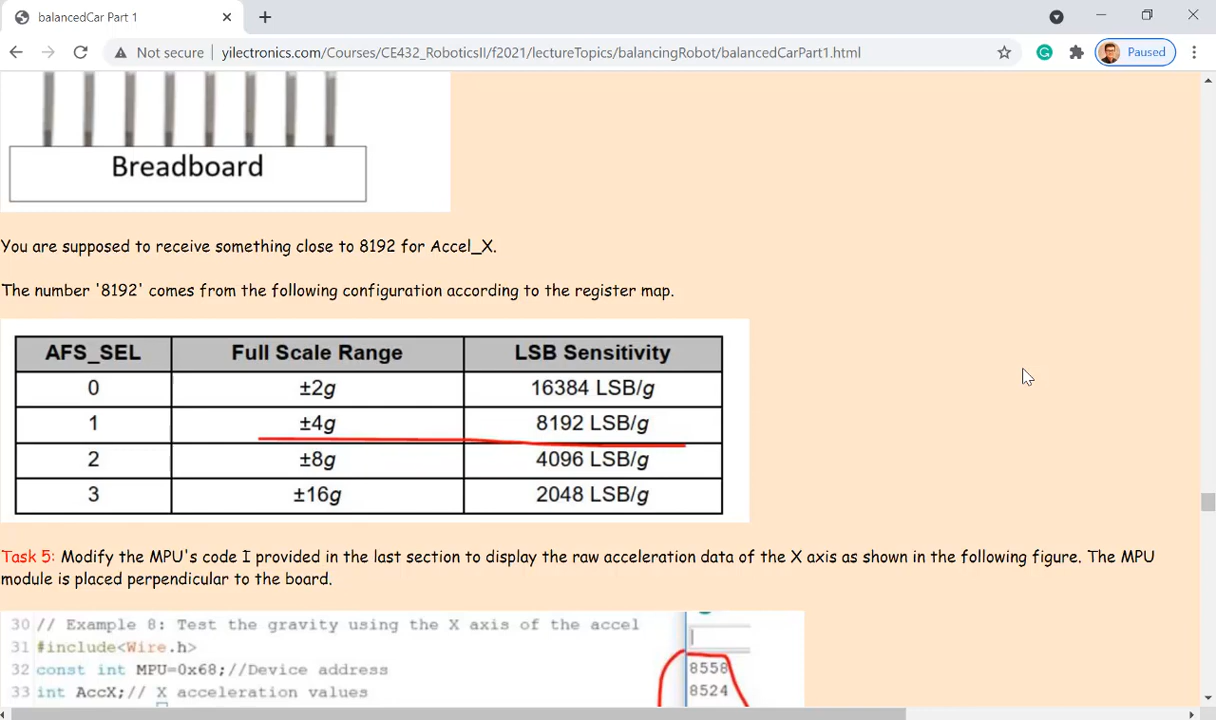 balancedCar Part 1
Not secure
yilectronics.com/Courses/CE432_RoboticsII/f2021/lectureTopics/balancingRobot/balancedCarPart1.html
Paused
Breadboard
You are supposed to receive something close to 8192 for Accel_X.
The number '8192' comes from the following configuration according to the register map.
AFS_SEL Full Scale Range LSB Sensitivity
0 ±2g 16384 LSB/g
1 ±4g 8192 LSB/g
2 ±8g 4096 LSB/g
3 ±16g 2048 LSB/g
Task 5: Modify the MPU's code I provided in the last section to display the raw acceleration data of the X axis as shown in the following figure. The MPU
module is placed perpendicular to the board.
30 // Example 8: Test the gravity using the X axis of the accel
31 #include<Wire.h>
32 const int MPU=0x68;//Device address
33 int AccX;// X acceleration values
8558
8524